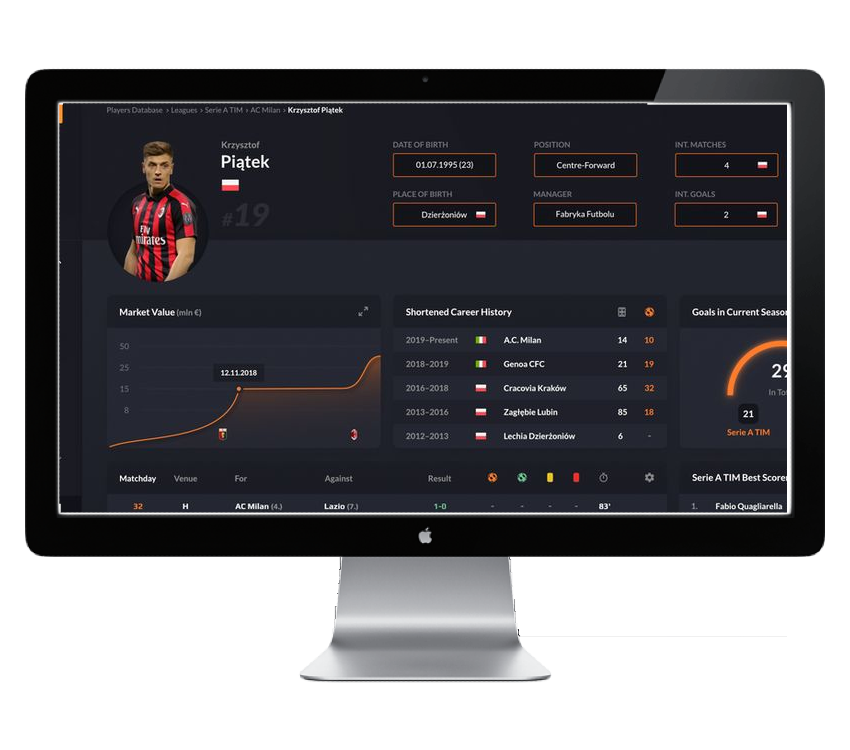 Players Database › Leagues › Serie A TIM › AC Milan › Krzysztof Piątek
Krzysztof
Piątek
#19
DATE OF BIRTH
01.07.1995 (23)
POSITION
Centre-Forward
INT. MATCHES
4
PLACE OF BIRTH
Dzierżoniów
MANAGER
Fabryka Futbolu
INT. GOALS
2
Fly
Emirates
Market Value (mln €)
50
25
15
8
12.11.2018
Shortened Career History
2019–Present A.C. Milan 14 10
2018–2019 Genoa CFC 21 19
2016–2018 Cracovia Kraków 65 32
2013–2016 Zagłębie Lubin 85 18
2012–2013 Lechia Dzierżoniów 6 -
Goals in Current Season
29
In To
21
Serie A TIM
Matchday Venue For Against Result
32 H AC Milan (4.) Lazio (7.) 1-0 - - - - 83'
Serie A TIM Best Score
1. Fabio Quagliarella